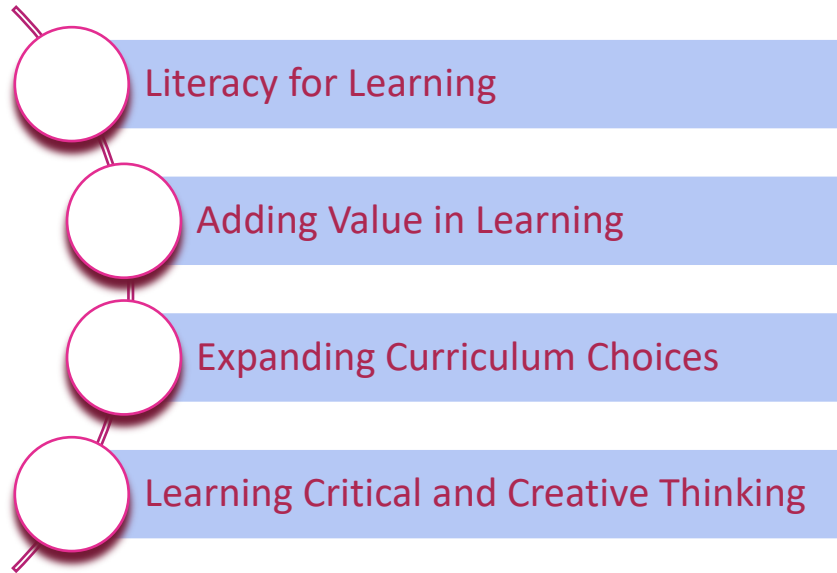 Literacy for Learning
Adding Value in Learning
Expanding Curriculum Choices
Learning Critical and Creative Thinking